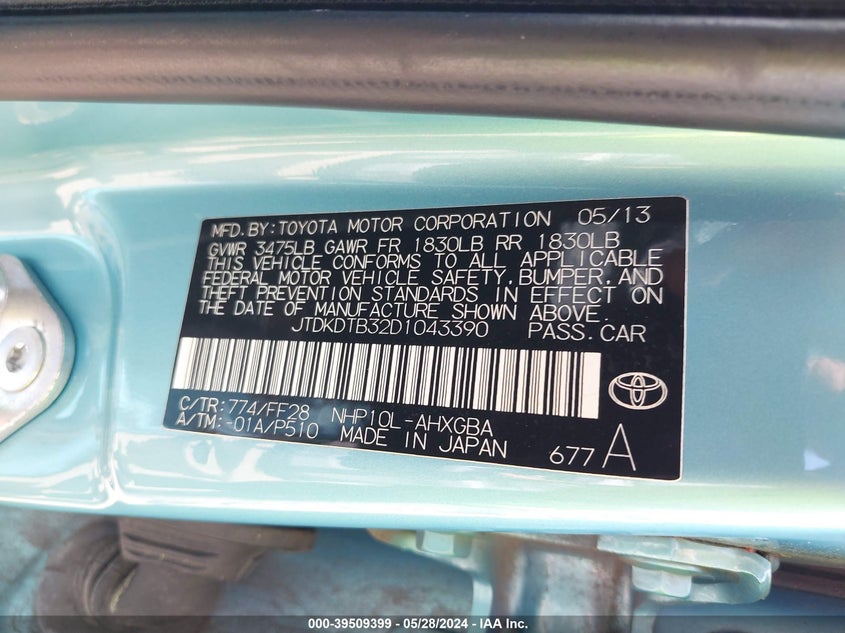 MFD. BY: TOYOTA MOTOR CORPORATION 05/13
GVWR 3475LB GAWR FR 1830LB RR 1830LB
THIS VEHICLE CONFORMS TO ALL APPLICABLE
FEDERAL MOTOR VEHICLE SAFETY, BUMPER, AND
THEFT PREVENTION STANDARDS IN EFFECT ON
THE DATE OF MANUFACTURE SHOWN ABOVE.
JTDKDTB32D1043390 PASS. CAR
C/TR: 774/FF28 NHP10L-AHXGBA
A/TM: -01A/P510 MADE IN JAPAN
677 A
000-39509399 - 05/28/2024 - IAA Inc.